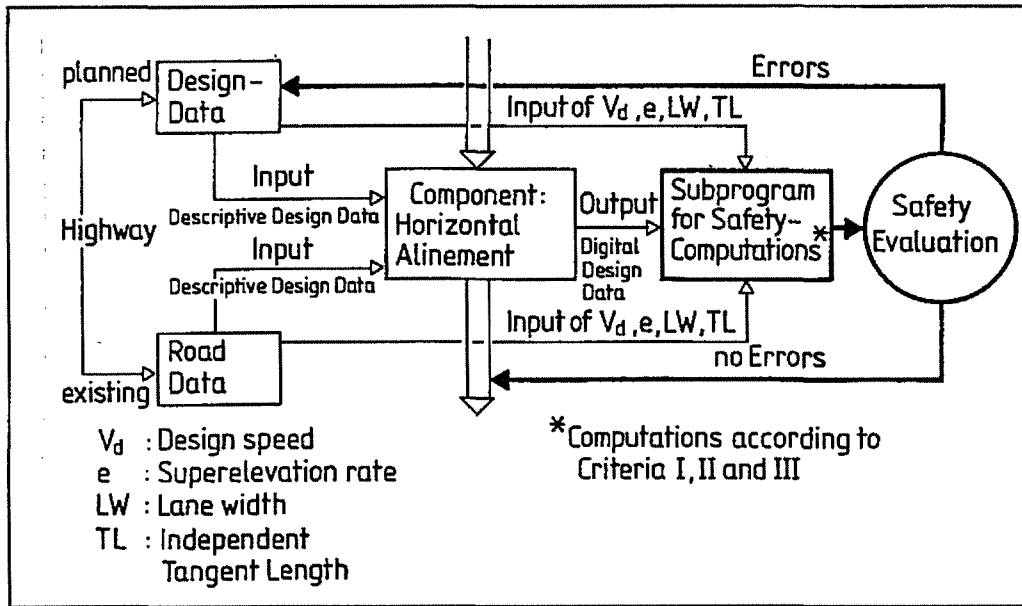 planned
Design-
Data
Errors
Input of Vd, e, LW, TL
Input
Descriptive Design Data
Component:
Horizontal
Alinement
Output
Digital
Design
Data
Subprogram
for Safety-
Computations*
Safety
Evaluation
Highway
Input
Descriptive Design Data
Input of Vd, e, LW, TL
no Errors
Road
Data
existing
Vd : Design speed
e : Superelevation rate
LW : Lane width
TL : Independent
Tangent Length
*Computations according to
Criteria I, II and III